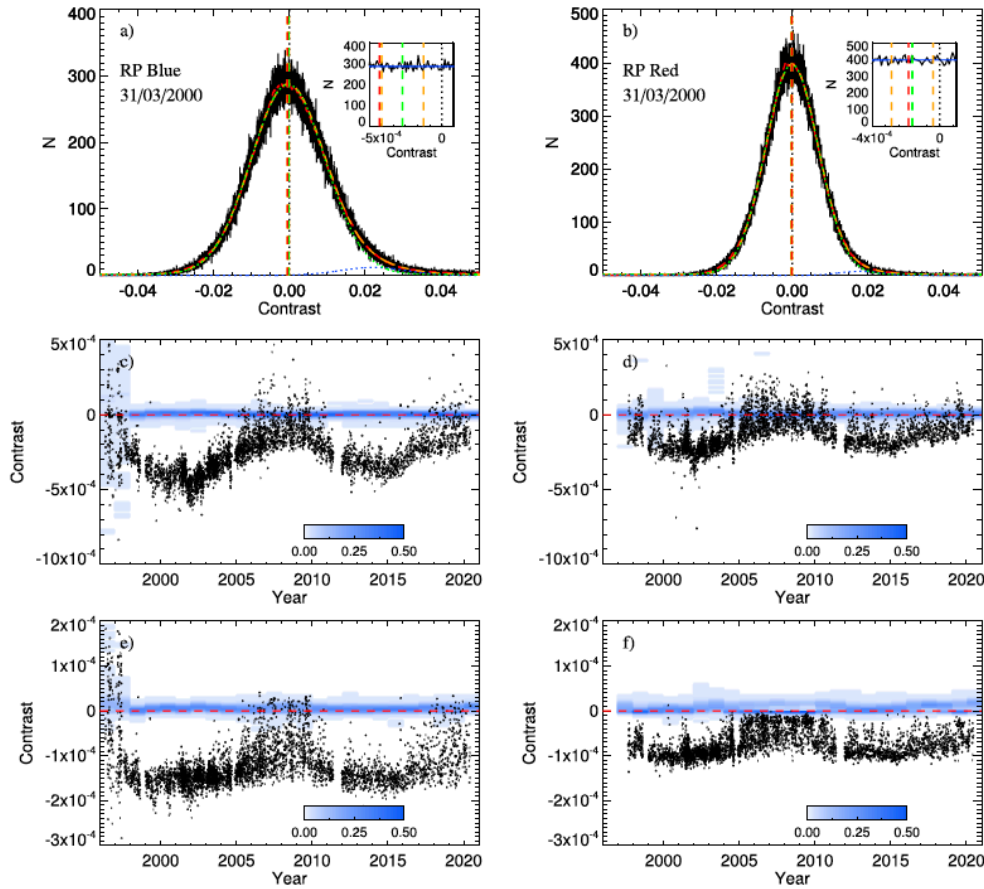 a)
RP Blue
31/03/2000
400
300
200
100
0
N
-0.04 -0.02 0.00 0.02 0.04
Contrast
400
300
200
100
0
N
-5x10⁻⁴ 0
Contrast
b)
RP Red
31/03/2000
500
400
300
200
100
0
N
-0.04 -0.02 0.00 0.02 0.04
Contrast
500
400
300
200
100
0
N
-4x10⁻⁴ 0
Contrast
c)
5x10⁻⁴
0
-5x10⁻⁴
-10x10⁻⁴
Contrast
0.00 0.25 0.50
2000 2005 2010 2015 2020
Year
d)
5x10⁻⁴
0
-5x10⁻⁴
-10x10⁻⁴
Contrast
0.00 0.25 0.50
2000 2005 2010 2015 2020
Year
e)
2x10⁻⁴
1x10⁻⁴
0
-1x10⁻⁴
-2x10⁻⁴
-3x10⁻⁴
Contrast
0.00 0.25 0.50
2000 2005 2010 2015 2020
Year
f)
2x10⁻⁴
1x10⁻⁴
0
-1x10⁻⁴
-2x10⁻⁴
-3x10⁻⁴
Contrast
0.00 0.25 0.50
2000 2005 2010 2015 2020
Year